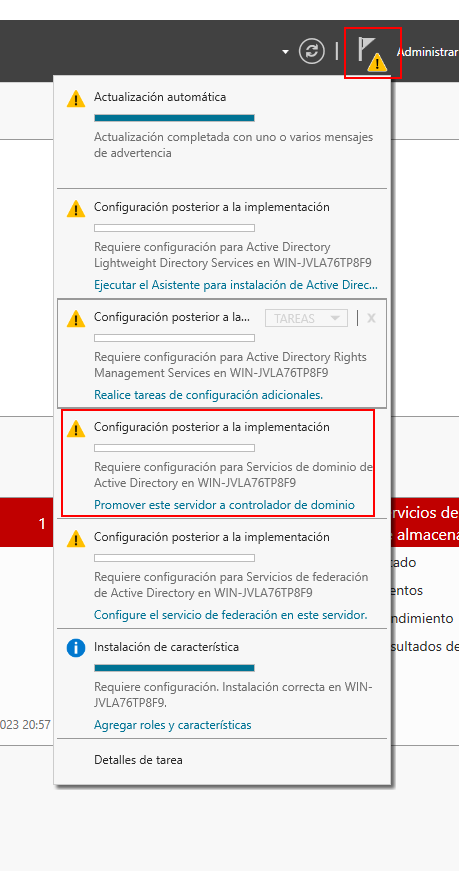 Administrar
Actualización automática
Actualización completada con uno o varios mensajes
de advertencia
Configuración posterior a la implementación
Requiere configuración para Active Directory
Lightweight Directory Services en WIN-JVLA76TP8F9
Ejecutar el Asistente para instalación de Active Direc...
Configuración posterior a la... TAREAS X
Requiere configuración para Active Directory Rights
Management Services en WIN-JVLA76TP8F9
Realice tareas de configuración adicionales.
Configuración posterior a la implementación
Requiere configuración para Servicios de dominio de
Active Directory en WIN-JVLA76TP8F9
Promover este servidor a controlador de dominio
1
rvicios de
almacena
Configuración posterior a la implementación
Requiere configuración para Servicios de federación
de Active Directory en WIN-JVLA76TP8F9
Configure el servicio de federación en este servidor.
ado
entos
ndimiento
sultados de
Instalación de característica
Requiere configuración. Instalación correcta en WIN-
JVLA76TP8F9.
Agregar roles y características
023 20:57
Detalles de tarea